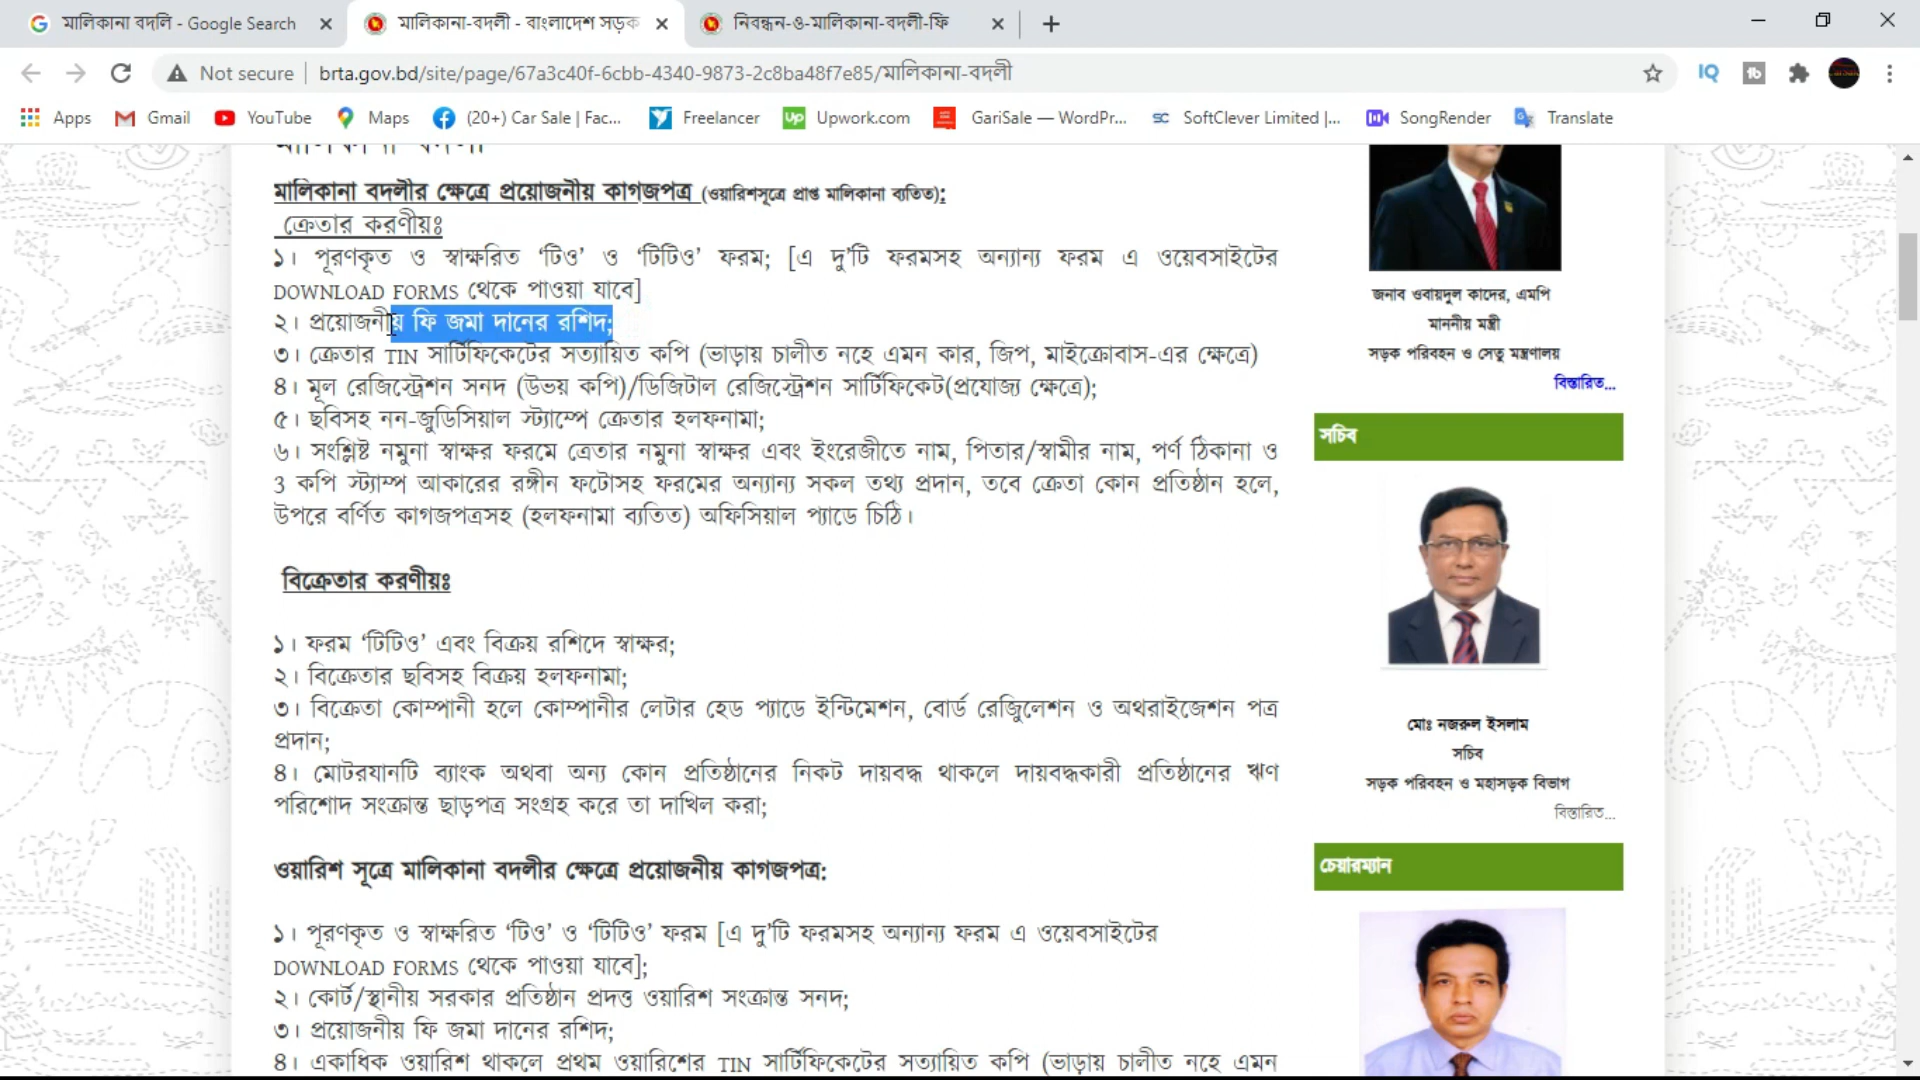 মালিকানা বদলি - Google Search
মালিকানা-বদলী - বাংলাদেশ সড়ক
নিবন্ধন-ও-মালিকানা-বদলী-ফি
Not secure
brta.gov.bd/site/page/67a3c40f-6cbb-4340-9873-2c8ba48f7e85/মালিকানা-বদলী
Apps
Gmail
YouTube
Maps
(20+) Car Sale | Fac...
Freelancer
Upwork.com
GariSale — WordPr...
SoftClever Limited |...
SongRender
Translate
মালিকানা বদলী
মালিকানা বদলীর ক্ষেত্রে প্রয়োজনীয় কাগজপত্র (ওয়ারিশসূত্রে প্রাপ্ত মালিকানা ব্যতিত):
ক্রেতার করণীয়ঃ
১। পূরণকৃত ও স্বাক্ষরিত ‘টিও’ ও ‘টিটিও’ ফরম; [এ দু’টি ফরমসহ অন্যান্য ফরম এ ওয়েবসাইটের
DOWNLOAD FORMS থেকে পাওয়া যাবে]
২। প্রয়োজনীয় ফি জমা দানের রশিদ;
৩। ক্রেতার TIN সার্টিফিকেটের সত্যায়িত কপি (ভাড়ায় চালীত নহে এমন কার, জিপ, মাইক্রোবাস-এর ক্ষেত্রে)
৪। মূল রেজিস্ট্রেশন সনদ (উভয় কপি)/ডিজিটাল রেজিস্ট্রেশন সার্টিফিকেট(প্রযোজ্য ক্ষেত্রে);
৫। ছবিসহ নন-জুডিসিয়াল স্ট্যাম্পে ক্রেতার হলফনামা;
৬। সংশ্লিষ্ট নমুনা স্বাক্ষর ফরমে ত্রেতার নমুনা স্বাক্ষর এবং ইংরেজীতে নাম, পিতার/স্বামীর নাম, পর্ণ ঠিকানা ও
3 কপি স্ট্যাম্প আকারের রঙ্গীন ফটোসহ ফরমের অন্যান্য সকল তথ্য প্রদান, তবে ক্রেতা কোন প্রতিষ্ঠান হলে,
উপরে বর্ণিত কাগজপত্রসহ (হলফনামা ব্যতিত) অফিসিয়াল প্যাডে চিঠি।
বিক্রেতার করণীয়ঃ
১। ফরম ‘টিটিও’ এবং বিক্রয় রশিদে স্বাক্ষর;
২। বিক্রেতার ছবিসহ বিক্রয় হলফনামা;
৩। বিক্রেতা কোম্পানী হলে কোম্পানীর লেটার হেড প্যাডে ইন্টিমেশন, বোর্ড রেজুিলেশন ও অথরাইজেশন পত্র
প্রদান;
৪। মোটরযানটি ব্যাংক অথবা অন্য কোন প্রতিষ্ঠানের নিকট দায়বদ্ধ থাকলে দায়বদ্ধকারী প্রতিষ্ঠানের ঋণ
পরিশোদ সংক্রান্ত ছাড়পত্র সংগ্রহ করে তা দাখিল করা;
ওয়ারিশ সূত্রে মালিকানা বদলীর ক্ষেত্রে প্রয়োজনীয় কাগজপত্র:
১। পূরণকৃত ও স্বাক্ষরিত ‘টিও’ ও ‘টিটিও’ ফরম [এ দু’টি ফরমসহ অন্যান্য ফরম এ ওয়েবসাইটের
DOWNLOAD FORMS থেকে পাওয়া যাবে];
২। কোর্ট/স্থানীয় সরকার প্রতিষ্ঠান প্রদত্ত ওয়ারিশ সংক্রান্ত সনদ;
৩। প্রয়োজনীয় ফি জমা দানের রশিদ;
৪। একাধিক ওয়ারিশ থাকলে প্রথম ওয়ারিশের TIN সার্টিফিকেটের সত্যায়িত কপি (ভাড়ায় চালীত নহে এমন
জনাব ওবায়দুল কাদের, এমপি
মাননীয় মন্ত্রী
সড়ক পরিবহন ও সেতু মন্ত্রণালয়
বিস্তারিত...
সচিব
মোঃ নজরুল ইসলাম
সচিব
সড়ক পরিবহন ও মহাসড়ক বিভাগ
বিস্তারিত...
চেয়ারম্যান